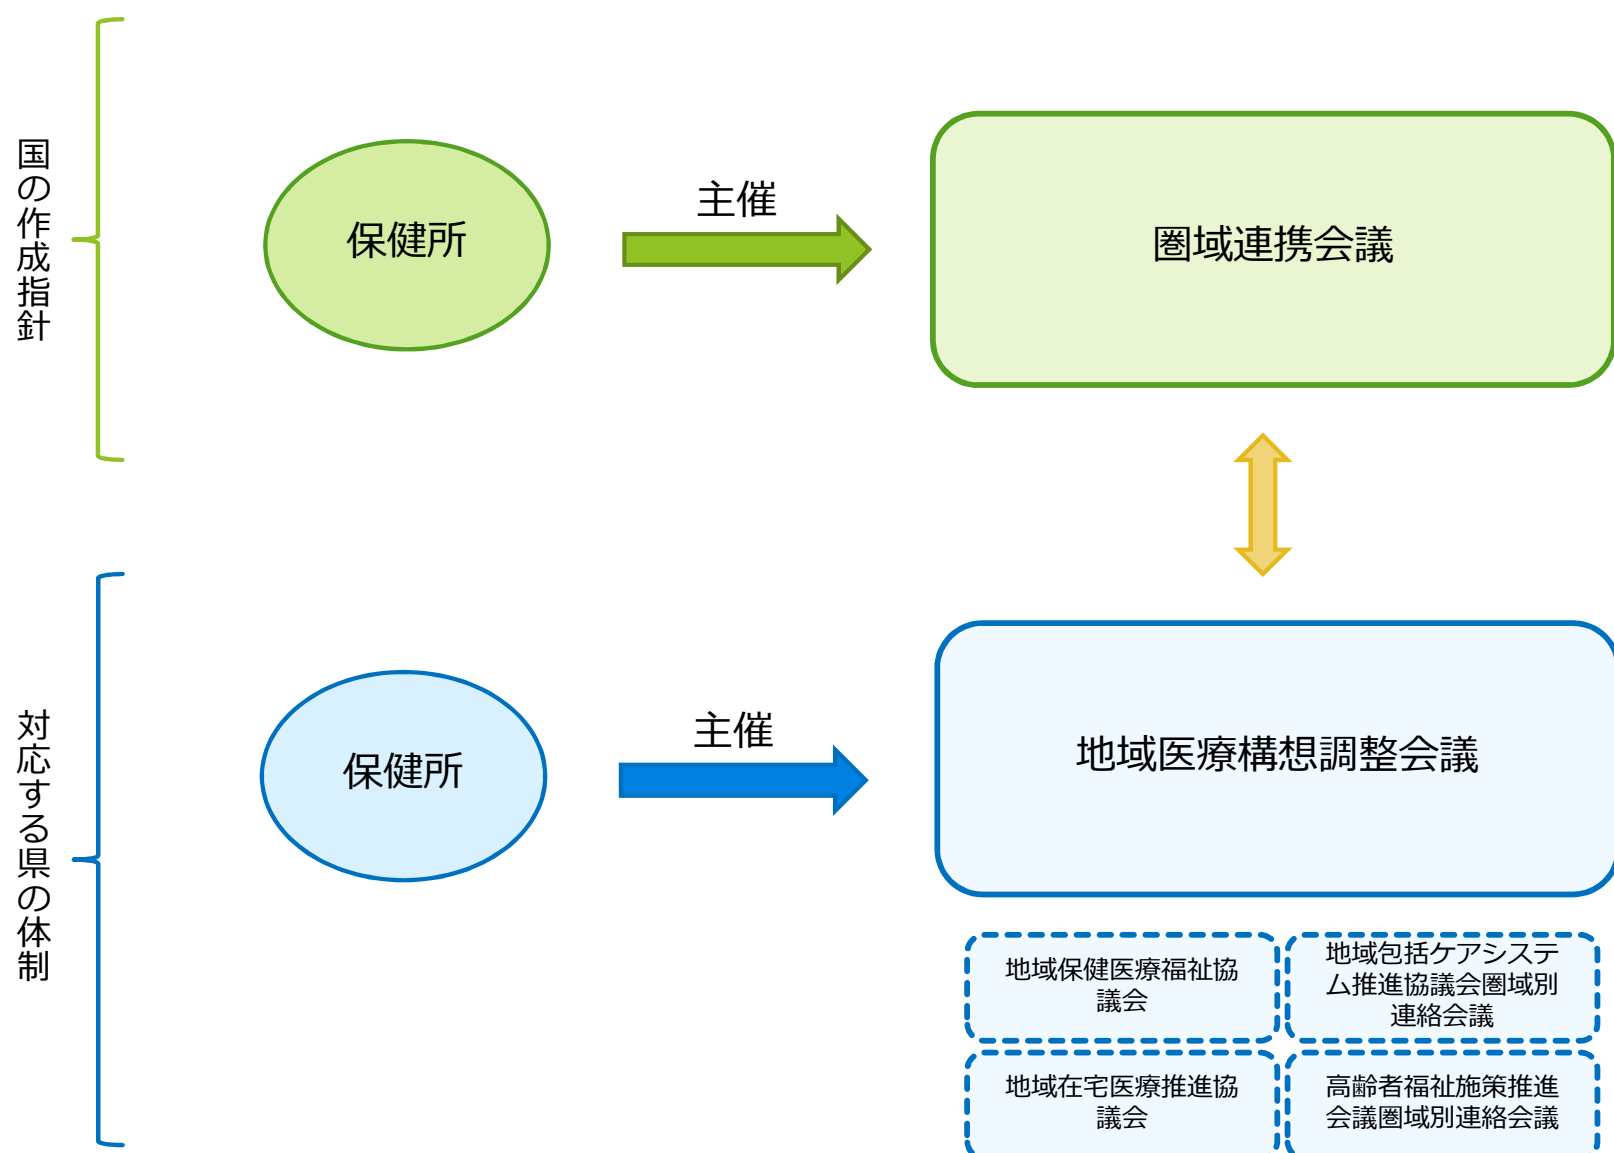 国の作成指針
保健所
主催
圏域連携会議
対応する県の体制
保健所
主催
地域医療構想調整会議
地域保健医療福祉協
議会
地域包括ケアシステ
ム推進協議会圏域別
連絡会議
地域在宅医療推進協
議会
高齢者福祉施策推進
会議圏域別連絡会議